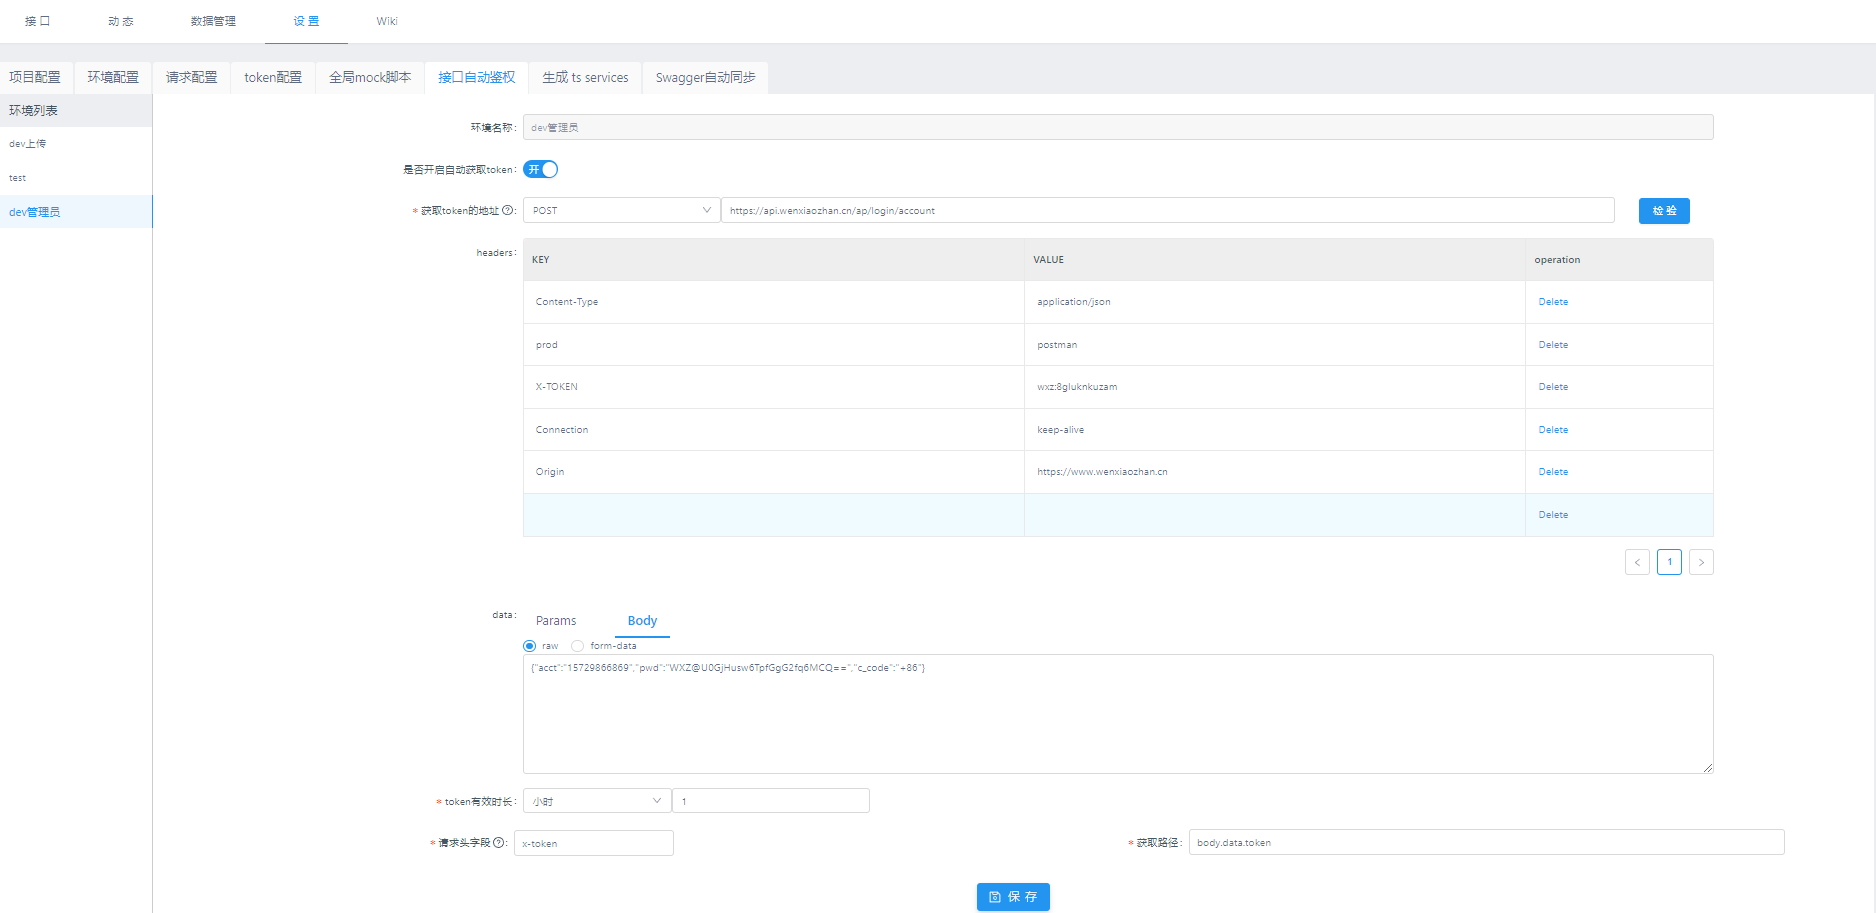 接 口 动 态 数据管理 设 置 Wiki
项目配置 环境配置 请求配置 token配置 全局mock脚本 接口自动鉴权 生成 ts services Swagger自动同步
环境列表
dev上传
test
dev管理员
环境名称: dev管理员
是否开启自动获取token: 开
* 获取token的地址 : POST https://api.wenxiaozhan.cn/ap/login/account 检 验
headers: KEY VALUE operation
Content-Type application/json Delete
prod postman Delete
X-TOKEN wxz:8gluknkuzam Delete
Connection keep-alive Delete
Origin https://www.wenxiaozhan.cn Delete
Delete
< 1 >
data: Params Body
raw form-data
{"acct":"15729866869","pwd":"WXZ@U0GjHusw6TpfGgG2fq6MCQ==","c_code":"+86"}
* token有效时长: 小时 1
* 请求头字段 : x-token * 获取路径: body.data.token
保 存